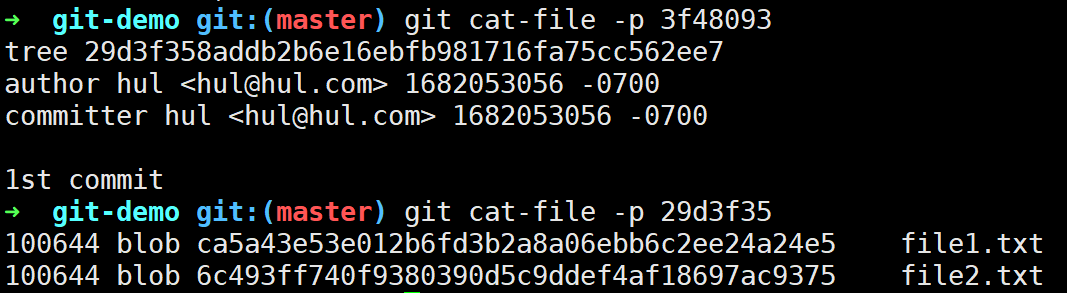 ➜ git-demo git:(master) git cat-file -p 3f48093
tree 29d3f358addb2b6e16ebfb981716fa75cc562ee7
author hul <hul@hul.com> 1682053056 -0700
committer hul <hul@hul.com> 1682053056 -0700
1st commit
➜ git-demo git:(master) git cat-file -p 29d3f35
100644 blob ca5a43e53e012b6fd3b2a8a06ebb6c2ee24a24e5 file1.txt
100644 blob 6c493ff740f9380390d5c9ddef4af18697ac9375 file2.txt